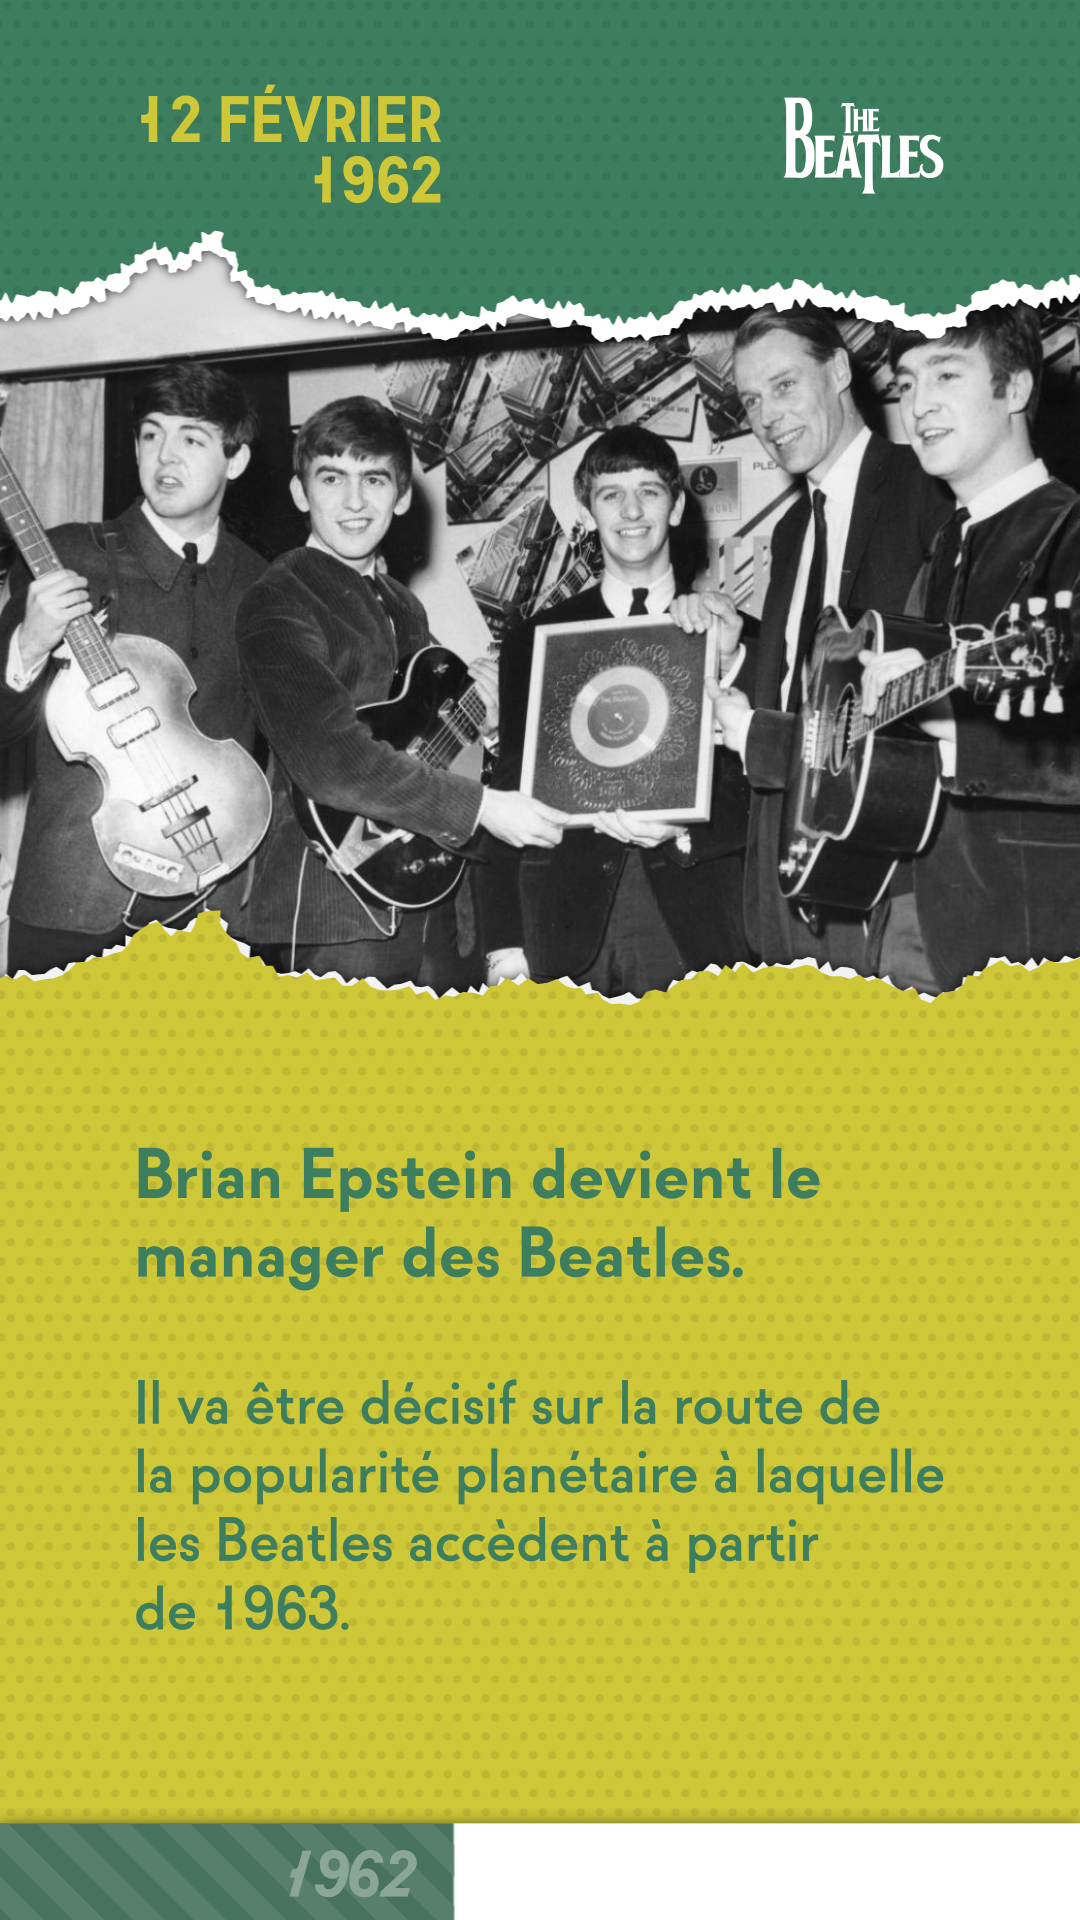 12 FÉVRIER
1962
THE
BEATLES
PLEA
Brian Epstein devient le
manager des Beatles.
Il va être décisif sur la route de
la popularité planétaire à laquelle
les Beatles accèdent à partir
de 1963.
1962